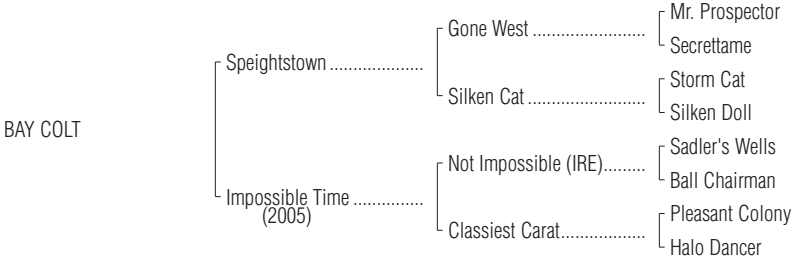 Mr. Prospector
Gone West ........................
Secrettame
Speightstown ....................
Storm Cat
Silken Cat .........................
Silken Doll
BAY COLT
Sadler's Wells
Not Impossible (IRE).........
Ball Chairman
Impossible Time ...............
(2005)
Pleasant Colony
Classiest Carat..................
Halo Dancer